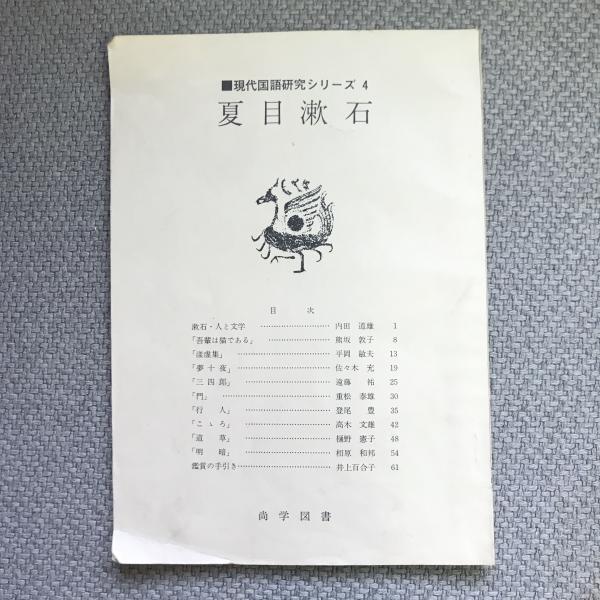 ■現代国語研究シリーズ 4
夏目漱石
目 次
漱石・人と文学 ………………………… 内田 道雄 1
「吾輩は猫である」 ………………………… 熊坂 敦子 8
「漾虚集」 ………………………… 平岡 敏夫 13
「夢十夜」………………………… 佐々木 充 19
「三四郎」 ………………………… 遠藤 祐 25
「門」 ………………………… 重松 泰雄 30
「行 人」 ………………………… 登尾 豊 35
「こゝろ」 ………………………… 高木 文雄 42
「道 草」 ………………………… 樋野 憲子 48
「明 暗」 ………………………… 相原 和邦 54
鑑賞の手引き………………………… 井上百合子 61
尚学図書